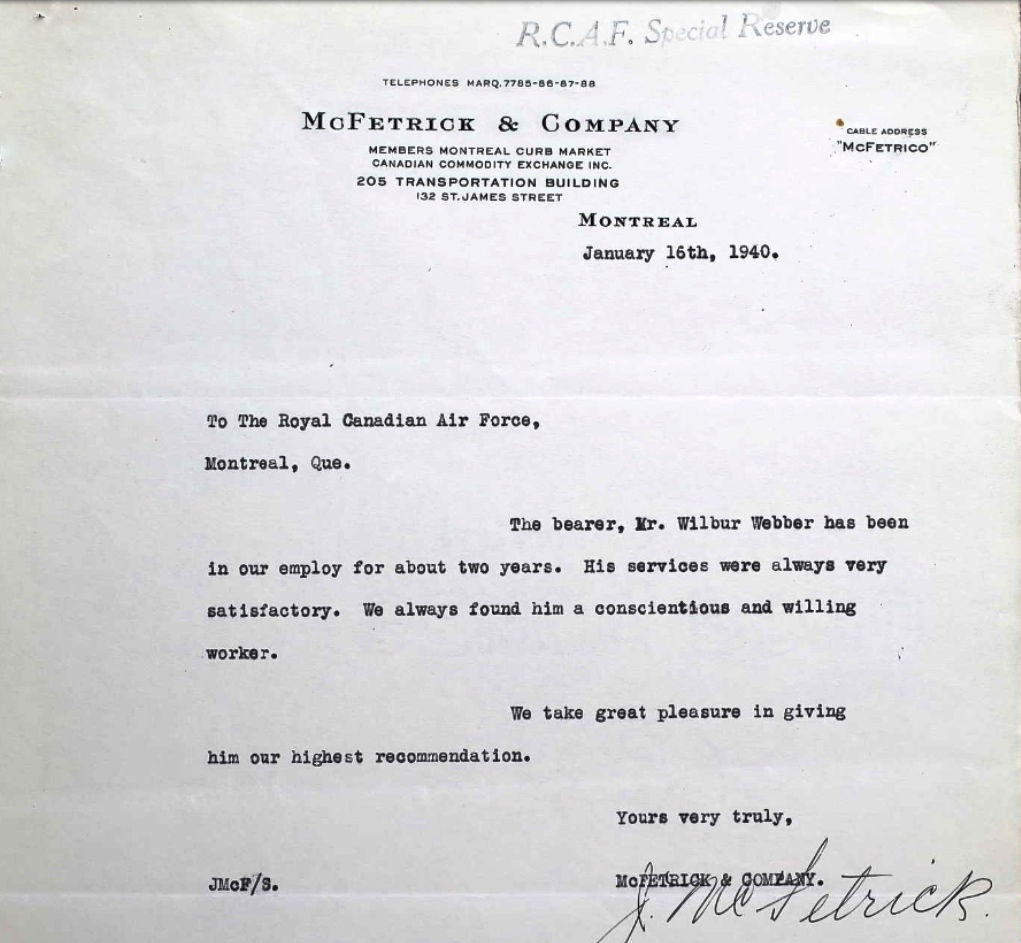 R.C.A.F. Special Reserve
TELEPHONES MARQ.7785-86-87-88
McFETRICK & COMPANY
MEMBERS MONTREAL CURB MARKET
CANADIAN COMMODITY EXCHANGE INC.
205 TRANSPORTATION BUILDING
132 ST.JAMES STREET
CABLE ADDRESS
"McFETRICO"
MONTREAL
January 16th, 1940.
To The Royal Canadian Air Force,
Montreal, Que.
The bearer, Mr. Wilbur Webber has been
in our employ for about two years. His services were always very
satisfactory. We always found him a conscientious and willing
worker.
We take great pleasure in giving
him our highest recommendation.
Yours very truly,
JMcF/S.
McFETRICK & COMPANY.
J. McFetrick.